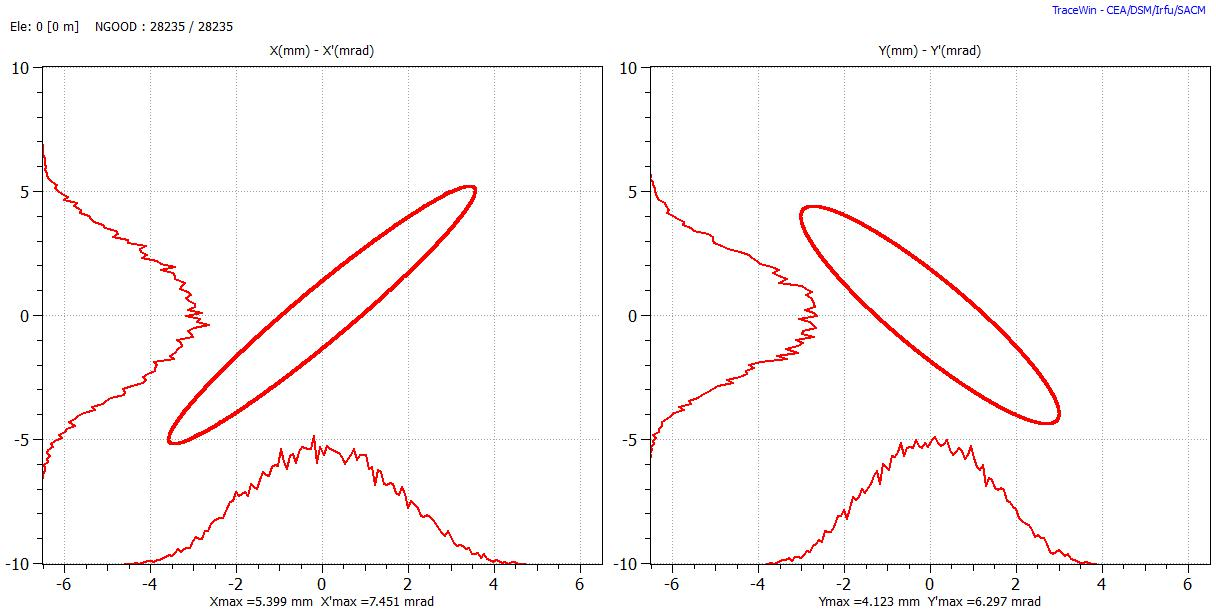 TraceWin - CEA/DSM/Irfu/SACM
Ele: 0 [0 m] NGOOD : 28235 / 28235
X(mm) - X'(mrad)
Y(mm) - Y'(mrad)
10
5
0
-5
-10
-6 -4 -2 0 2 4 6
Xmax =5.399 mm X'max =7.451 mrad
10
5
0
-5
-10
-6 -4 -2 0 2 4 6
Ymax =4.123 mm Y'max =6.297 mrad